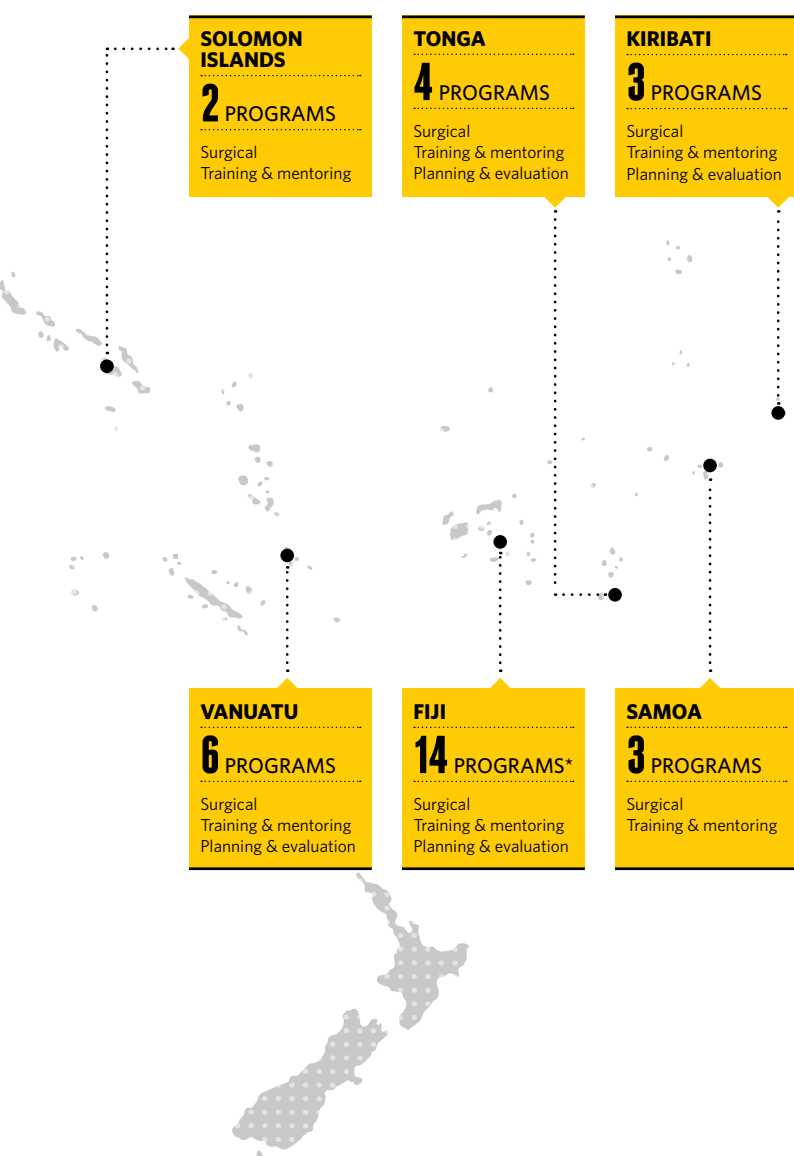 SOLOMON
ISLANDS
2 PROGRAMS
Surgical
Training & mentoring
TONGA
4 PROGRAMS
Surgical
Training & mentoring
Planning & evaluation
KIRIBATI
3 PROGRAMS
Surgical
Training & mentoring
Planning & evaluation
VANUATU
6 PROGRAMS
Surgical
Training & mentoring
Planning & evaluation
FIJI
14 PROGRAMS*
Surgical
Training & mentoring
Planning & evaluation
SAMOA
3 PROGRAMS
Surgical
Training & mentoring